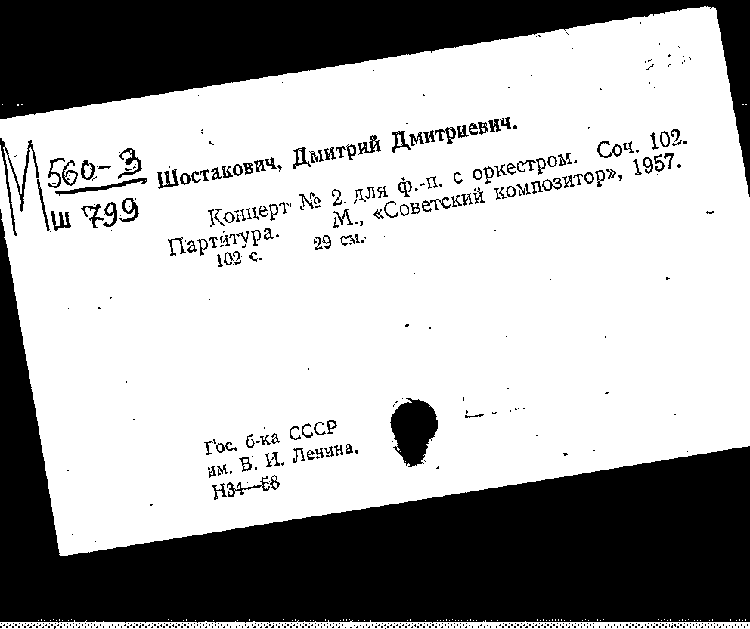 М 560-3
Ш 799
Шостакович, Дмитрий Дмитриевич.
Концерт № 2 для ф.-п. с оркестром. Соч. 102.
Партитура. М., «Советский композитор», 1957.
102 с. 29 см.
Гос. б-ка СССР
им. В. И. Ленина.
Н34—58